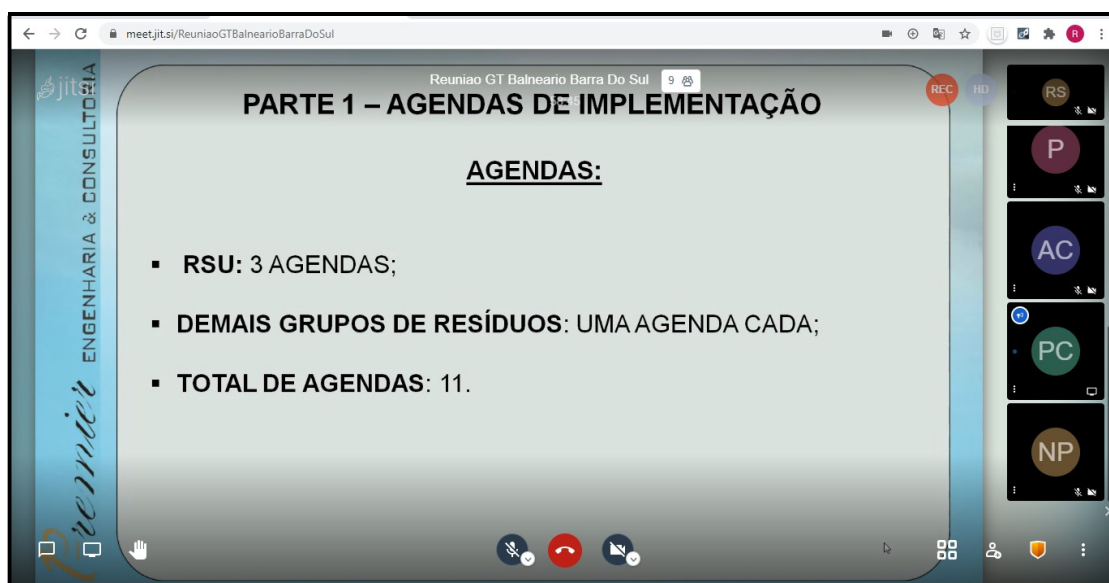 meet.jit.si/ReuniaoGTBalnearioBarraDoSul
R
jitsi
Reuniao GT Balneario Barra Do Sul 9
REC
HD
PARTE 1 – AGENDAS DE IMPLEMENTAÇÃO
AGENDAS:
▪ RSU: 3 AGENDAS;
▪ DEMAIS GRUPOS DE RESÍDUOS: UMA AGENDA CADA;
▪ TOTAL DE AGENDAS: 11.
Premier ENGENHARIA & CONSULTORIA
RS
P
AC
PC
NP